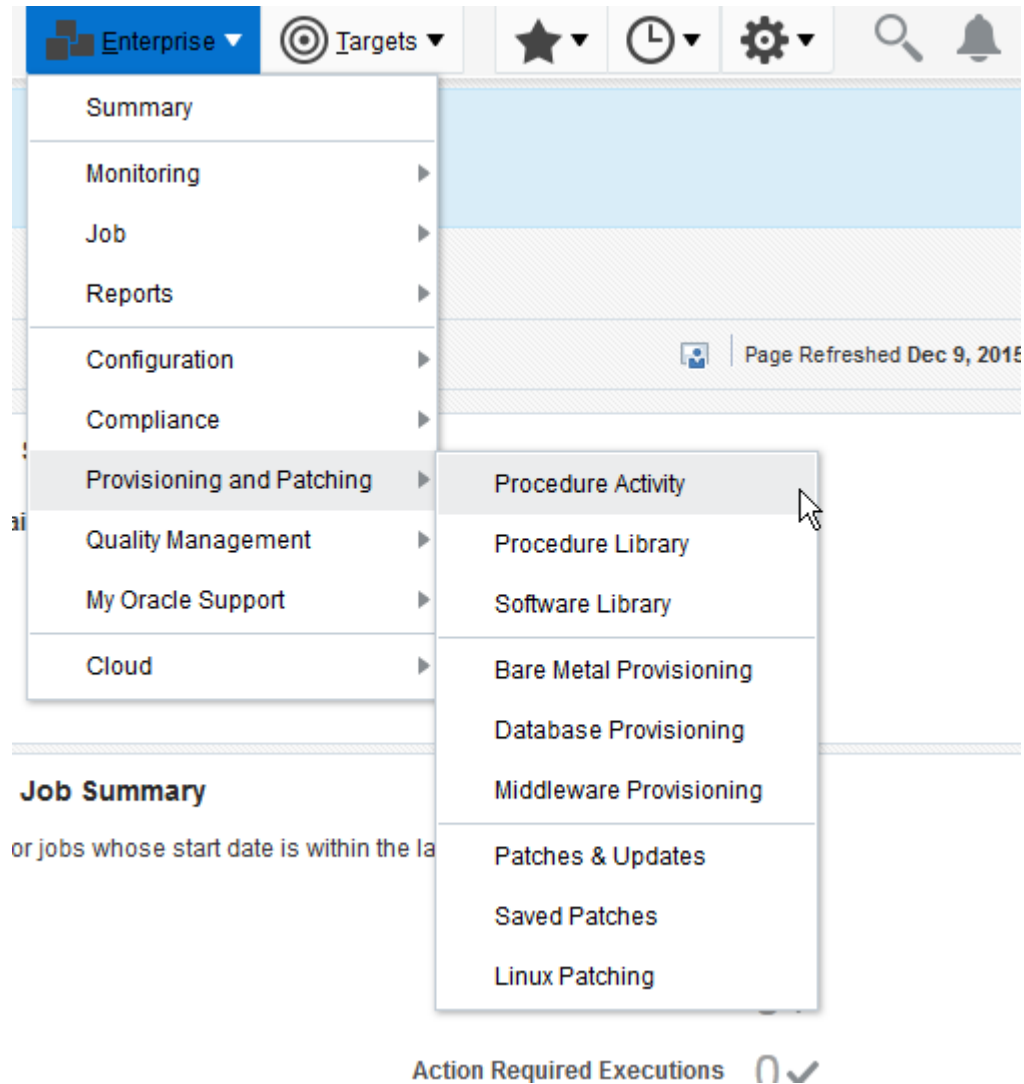 Enterprise Targets
Summary
Monitoring
Job
Reports
Configuration
Page Refreshed Dec 9, 2015
Compliance
Provisioning and Patching
Quality Management
My Oracle Support
Cloud
Procedure Activity
Procedure Library
Software Library
Bare Metal Provisioning
Database Provisioning
Middleware Provisioning
Patches & Updates
Saved Patches
Linux Patching
Job Summary
or jobs whose start date is within the la
Action Required Executions 0